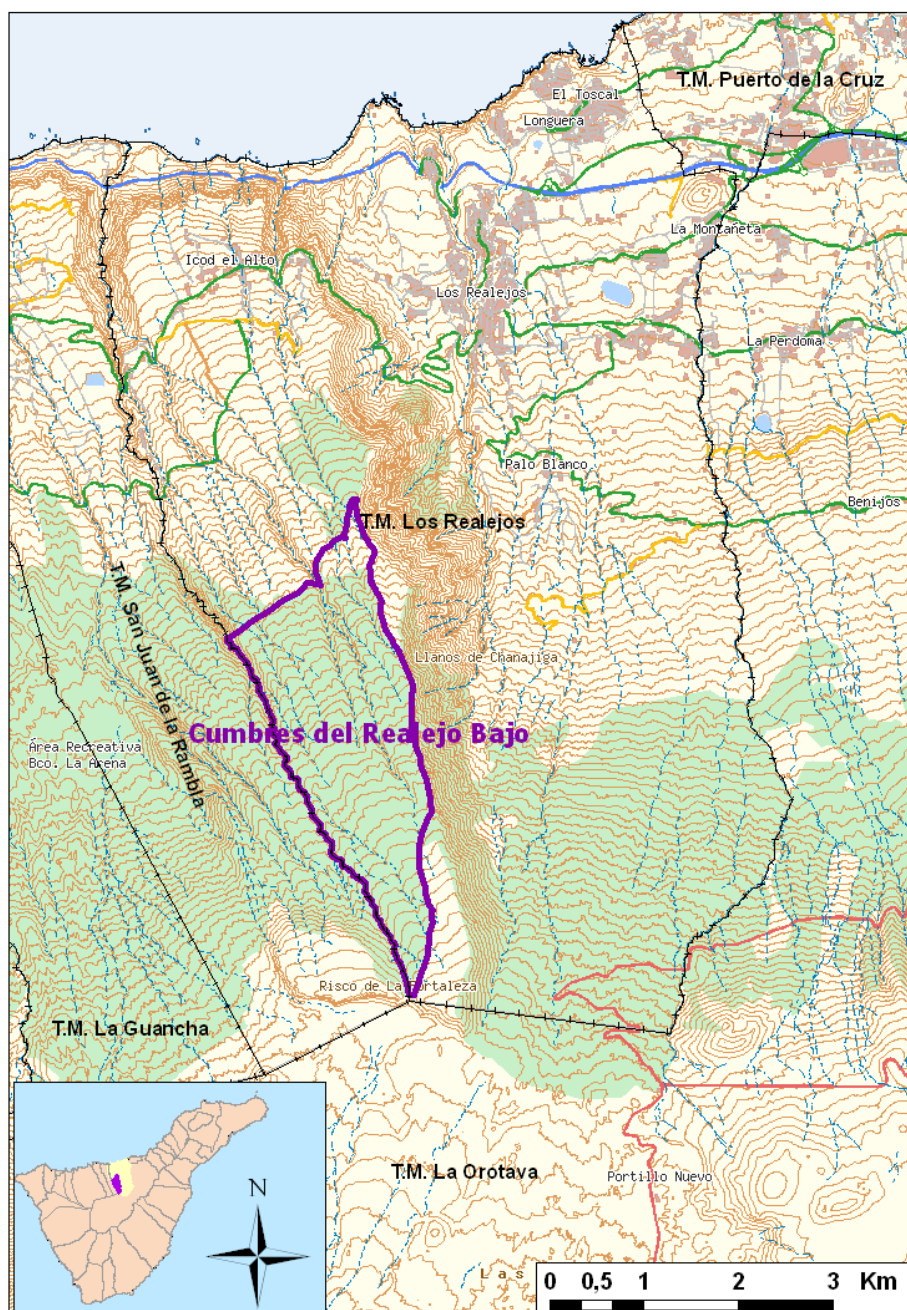 T.M. Puerto de la Cruz
El Toscal
Longuera
La Montañeta
Icod el Alto
Los Realejos
La Perdoma
Palo Blanco
Benijos
T.M. Los Realejos
T.M. San Juan de la Rambla
Llanos de Chanajiga
Cumbres del Realejo Bajo
Área Recreativa
Bco. La Arena
Risco de La Fortaleza
T.M. La Guancha
T.M. La Orotava
Portillo Nuevo
N
Las
0 0,5 1 2 3 Km